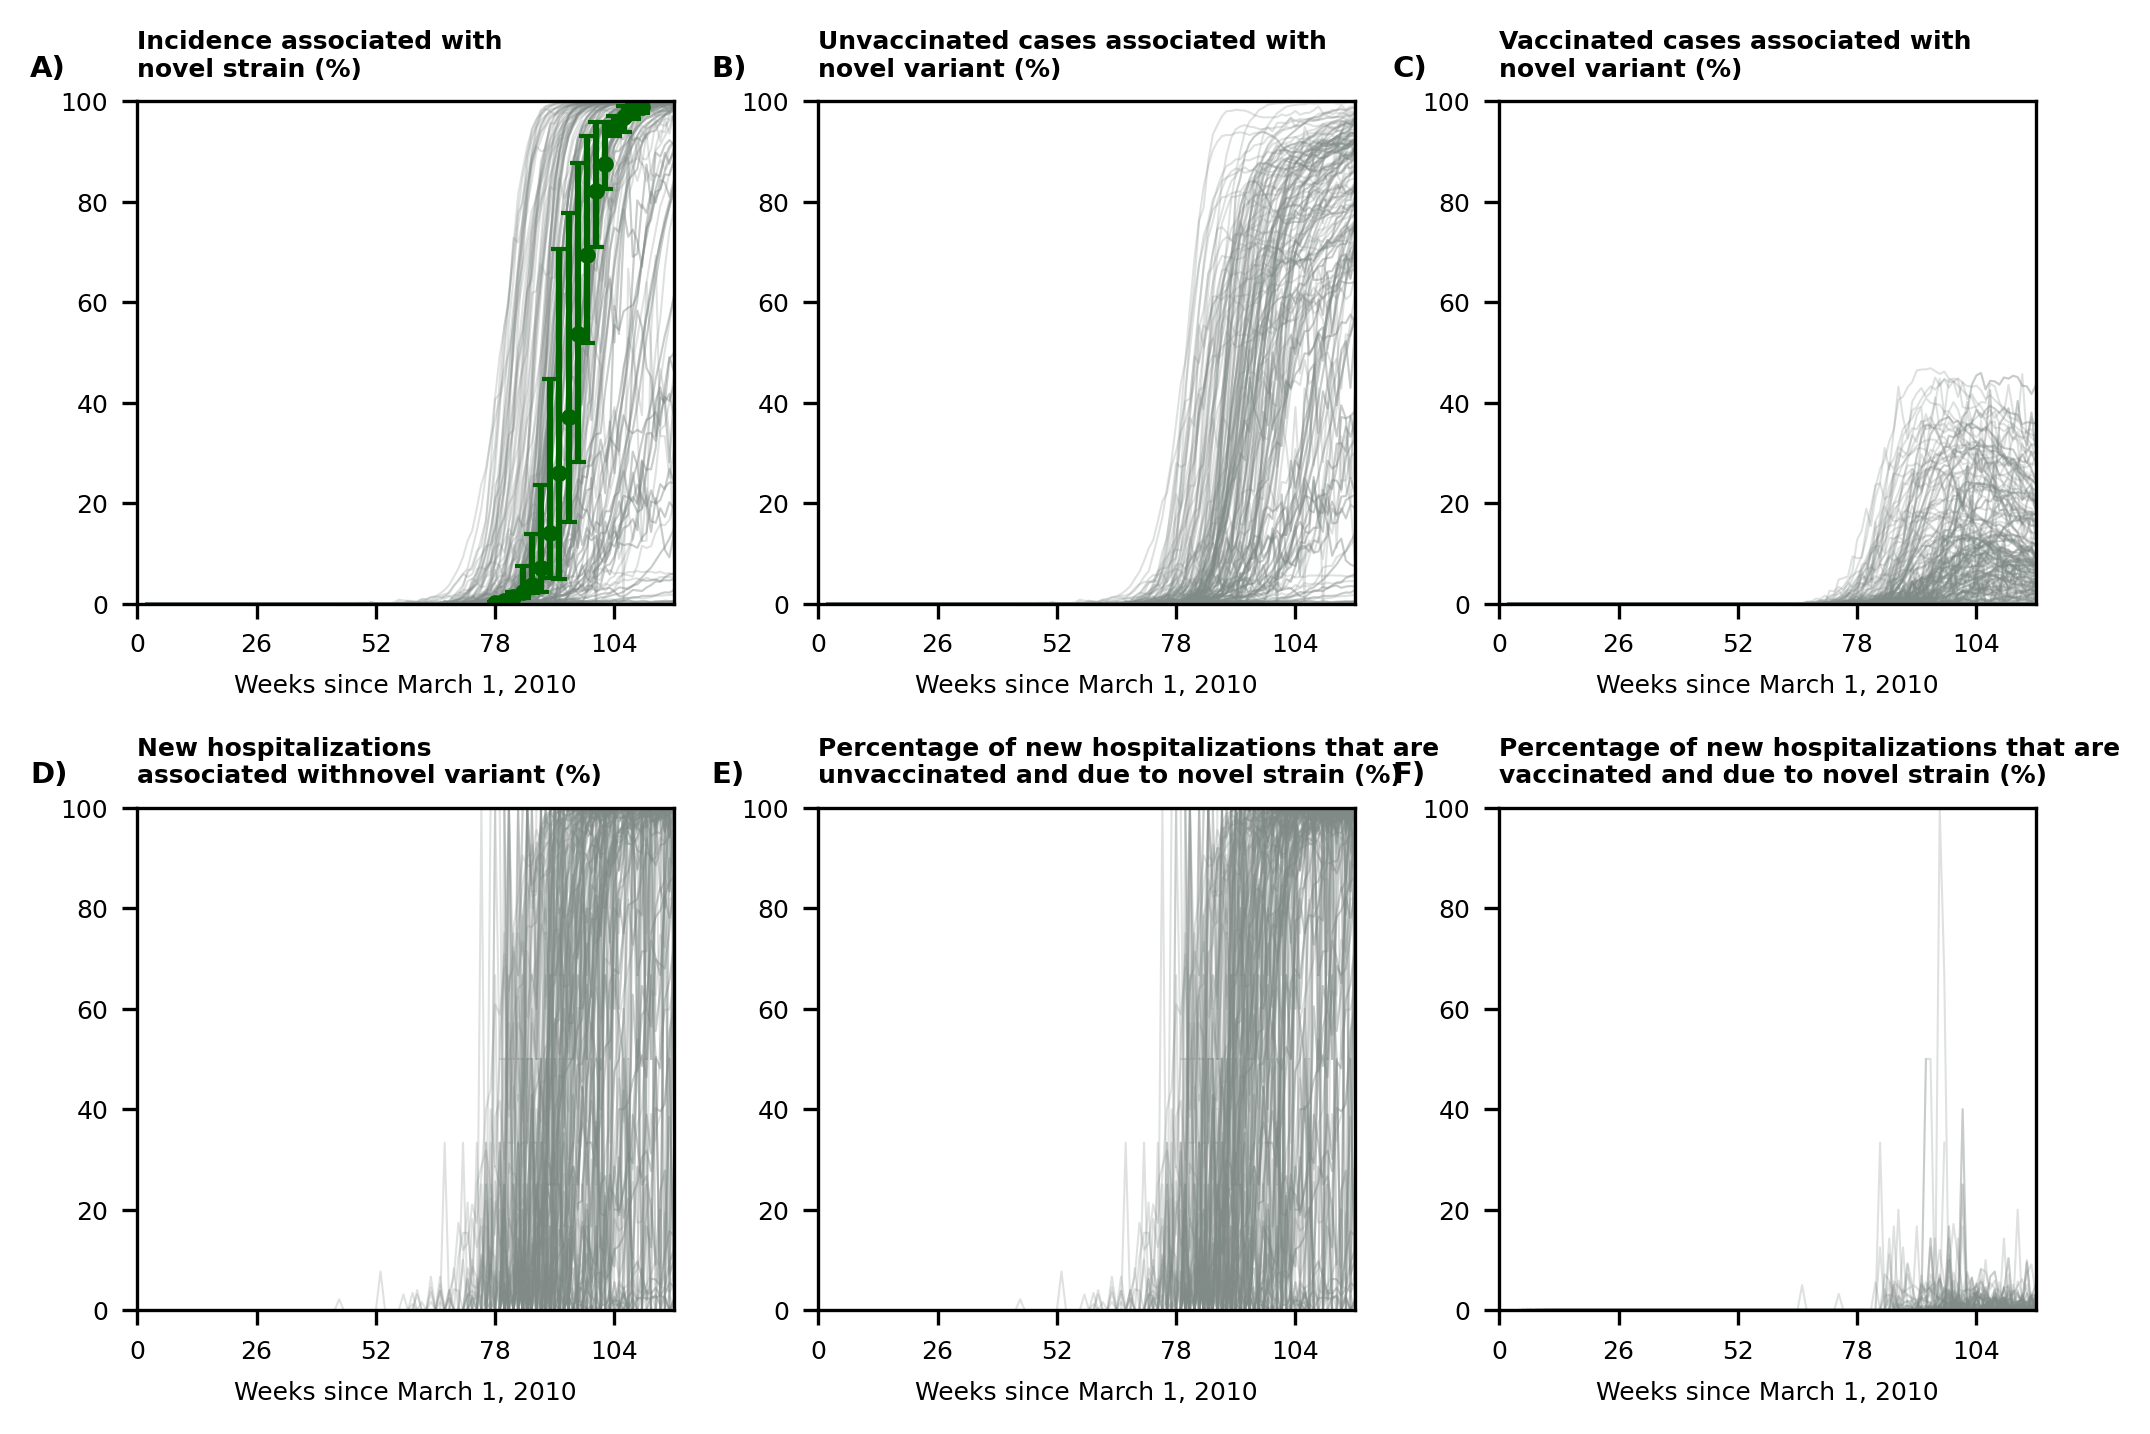 A)
Incidence associated with
novel strain (%)
100
80
60
40
20
0
0 26 52 78 104
Weeks since March 1, 2010
B)
Unvaccinated cases associated with
novel variant (%)
100
80
60
40
20
0
0 26 52 78 104
Weeks since March 1, 2010
C)
Vaccinated cases associated with
novel variant (%)
100
80
60
40
20
0
0 26 52 78 104
Weeks since March 1, 2010
D)
New hospitalizations
associated withnovel variant (%)
100
80
60
40
20
0
0 26 52 78 104
Weeks since March 1, 2010
E)
Percentage of new hospitalizations that are
unvaccinated and due to novel strain (%)
100
80
60
40
20
0
0 26 52 78 104
Weeks since March 1, 2010
F)
Percentage of new hospitalizations that are
vaccinated and due to novel strain (%)
100
80
60
40
20
0
0 26 52 78 104
Weeks since March 1, 2010